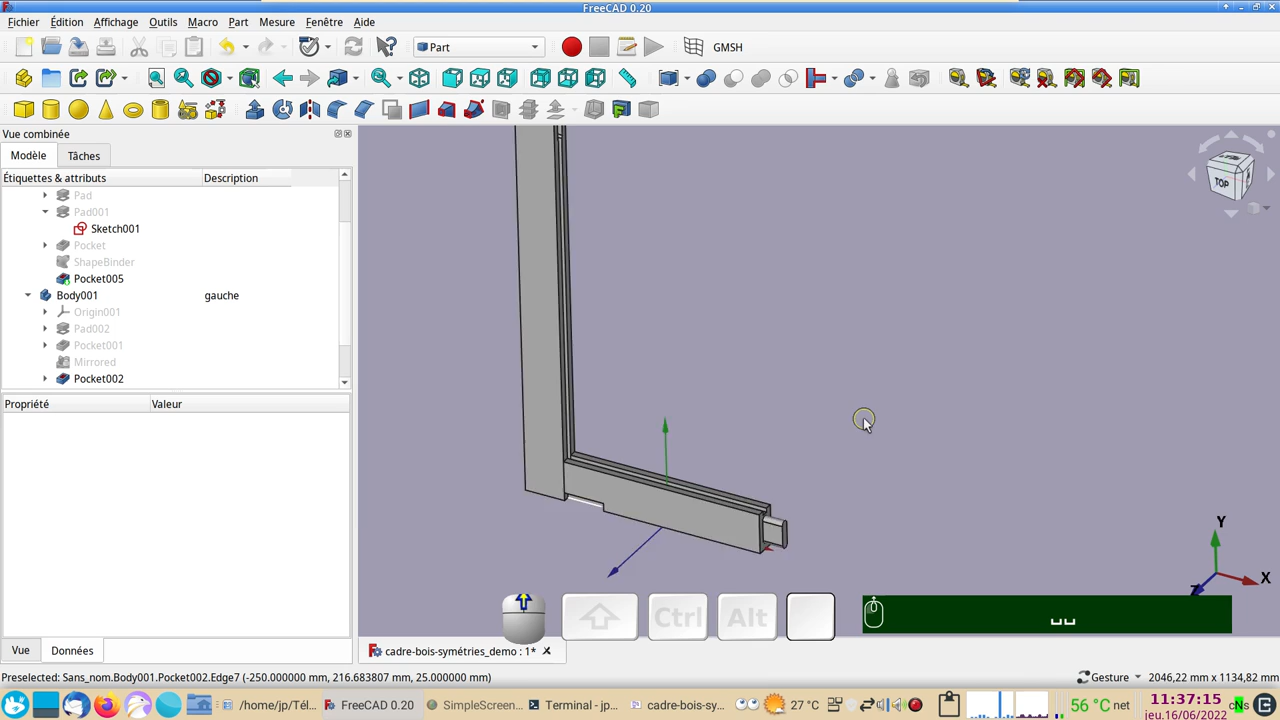 FreeCAD 0.20
Fichier Édition Affichage Outils Macro Part Mesure Fenêtre Aide
Part
GMSH
Vue combinée
Modèle Tâches
Étiquettes & attributs Description
Pad
Pad001
Sketch001
Pocket
ShapeBinder
Pocket005
Body001 gauche
Origin001
Pad002
Pocket001
Mirrored
Pocket002
Propriété Valeur
TOP
Y
X
Z
Ctrl Alt
Vue Données
cadre-bois-symétries_demo : 1*
Preselected: Sans_nom.Body001.Pocket002.Edge7 (-250.000000 mm, 216.683807 mm, 25.000000 mm)
Gesture 2046,22 mm x 1134,82 mm
/home/jp/Tél... FreeCAD 0.20 SimpleScreen... Terminal - jp... cadre-bois-sy... 27 °C 56 °C net 11:37:15
jeu.16/06/2022